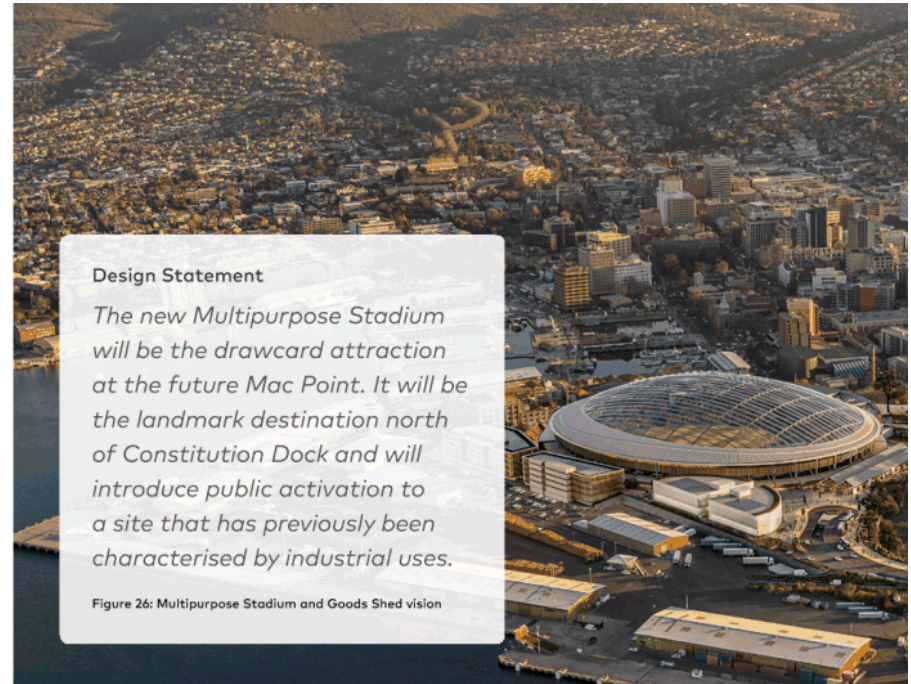 Design Statement
The new Multipurpose Stadium
will be the drawcard attraction
at the future Mac Point. It will be
the landmark destination north
of Constitution Dock and will
introduce public activation to
a site that has previously been
characterised by industrial uses.
Figure 26: Multipurpose Stadium and Goods Shed vision